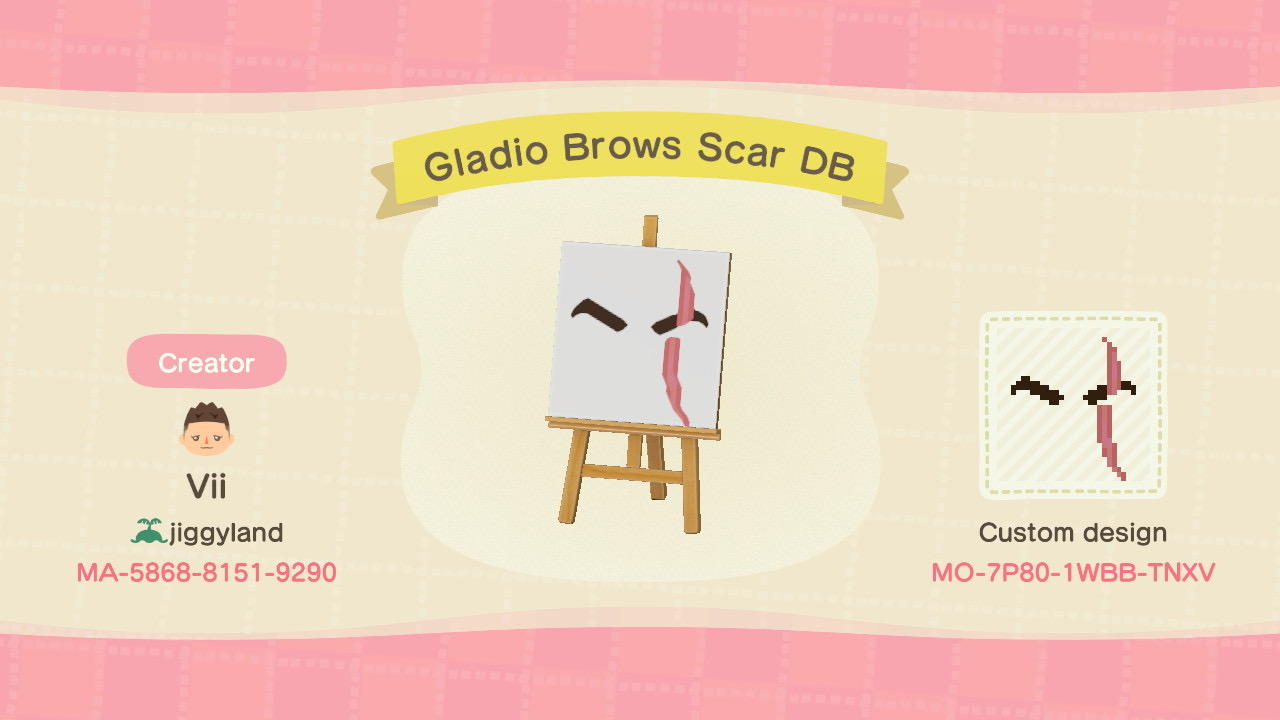 Gladio Brows Scar DB
Creator
Vii
jiggyland
MA-5868-8151-9290
Custom design
MO-7P80-1WBB-TNXV